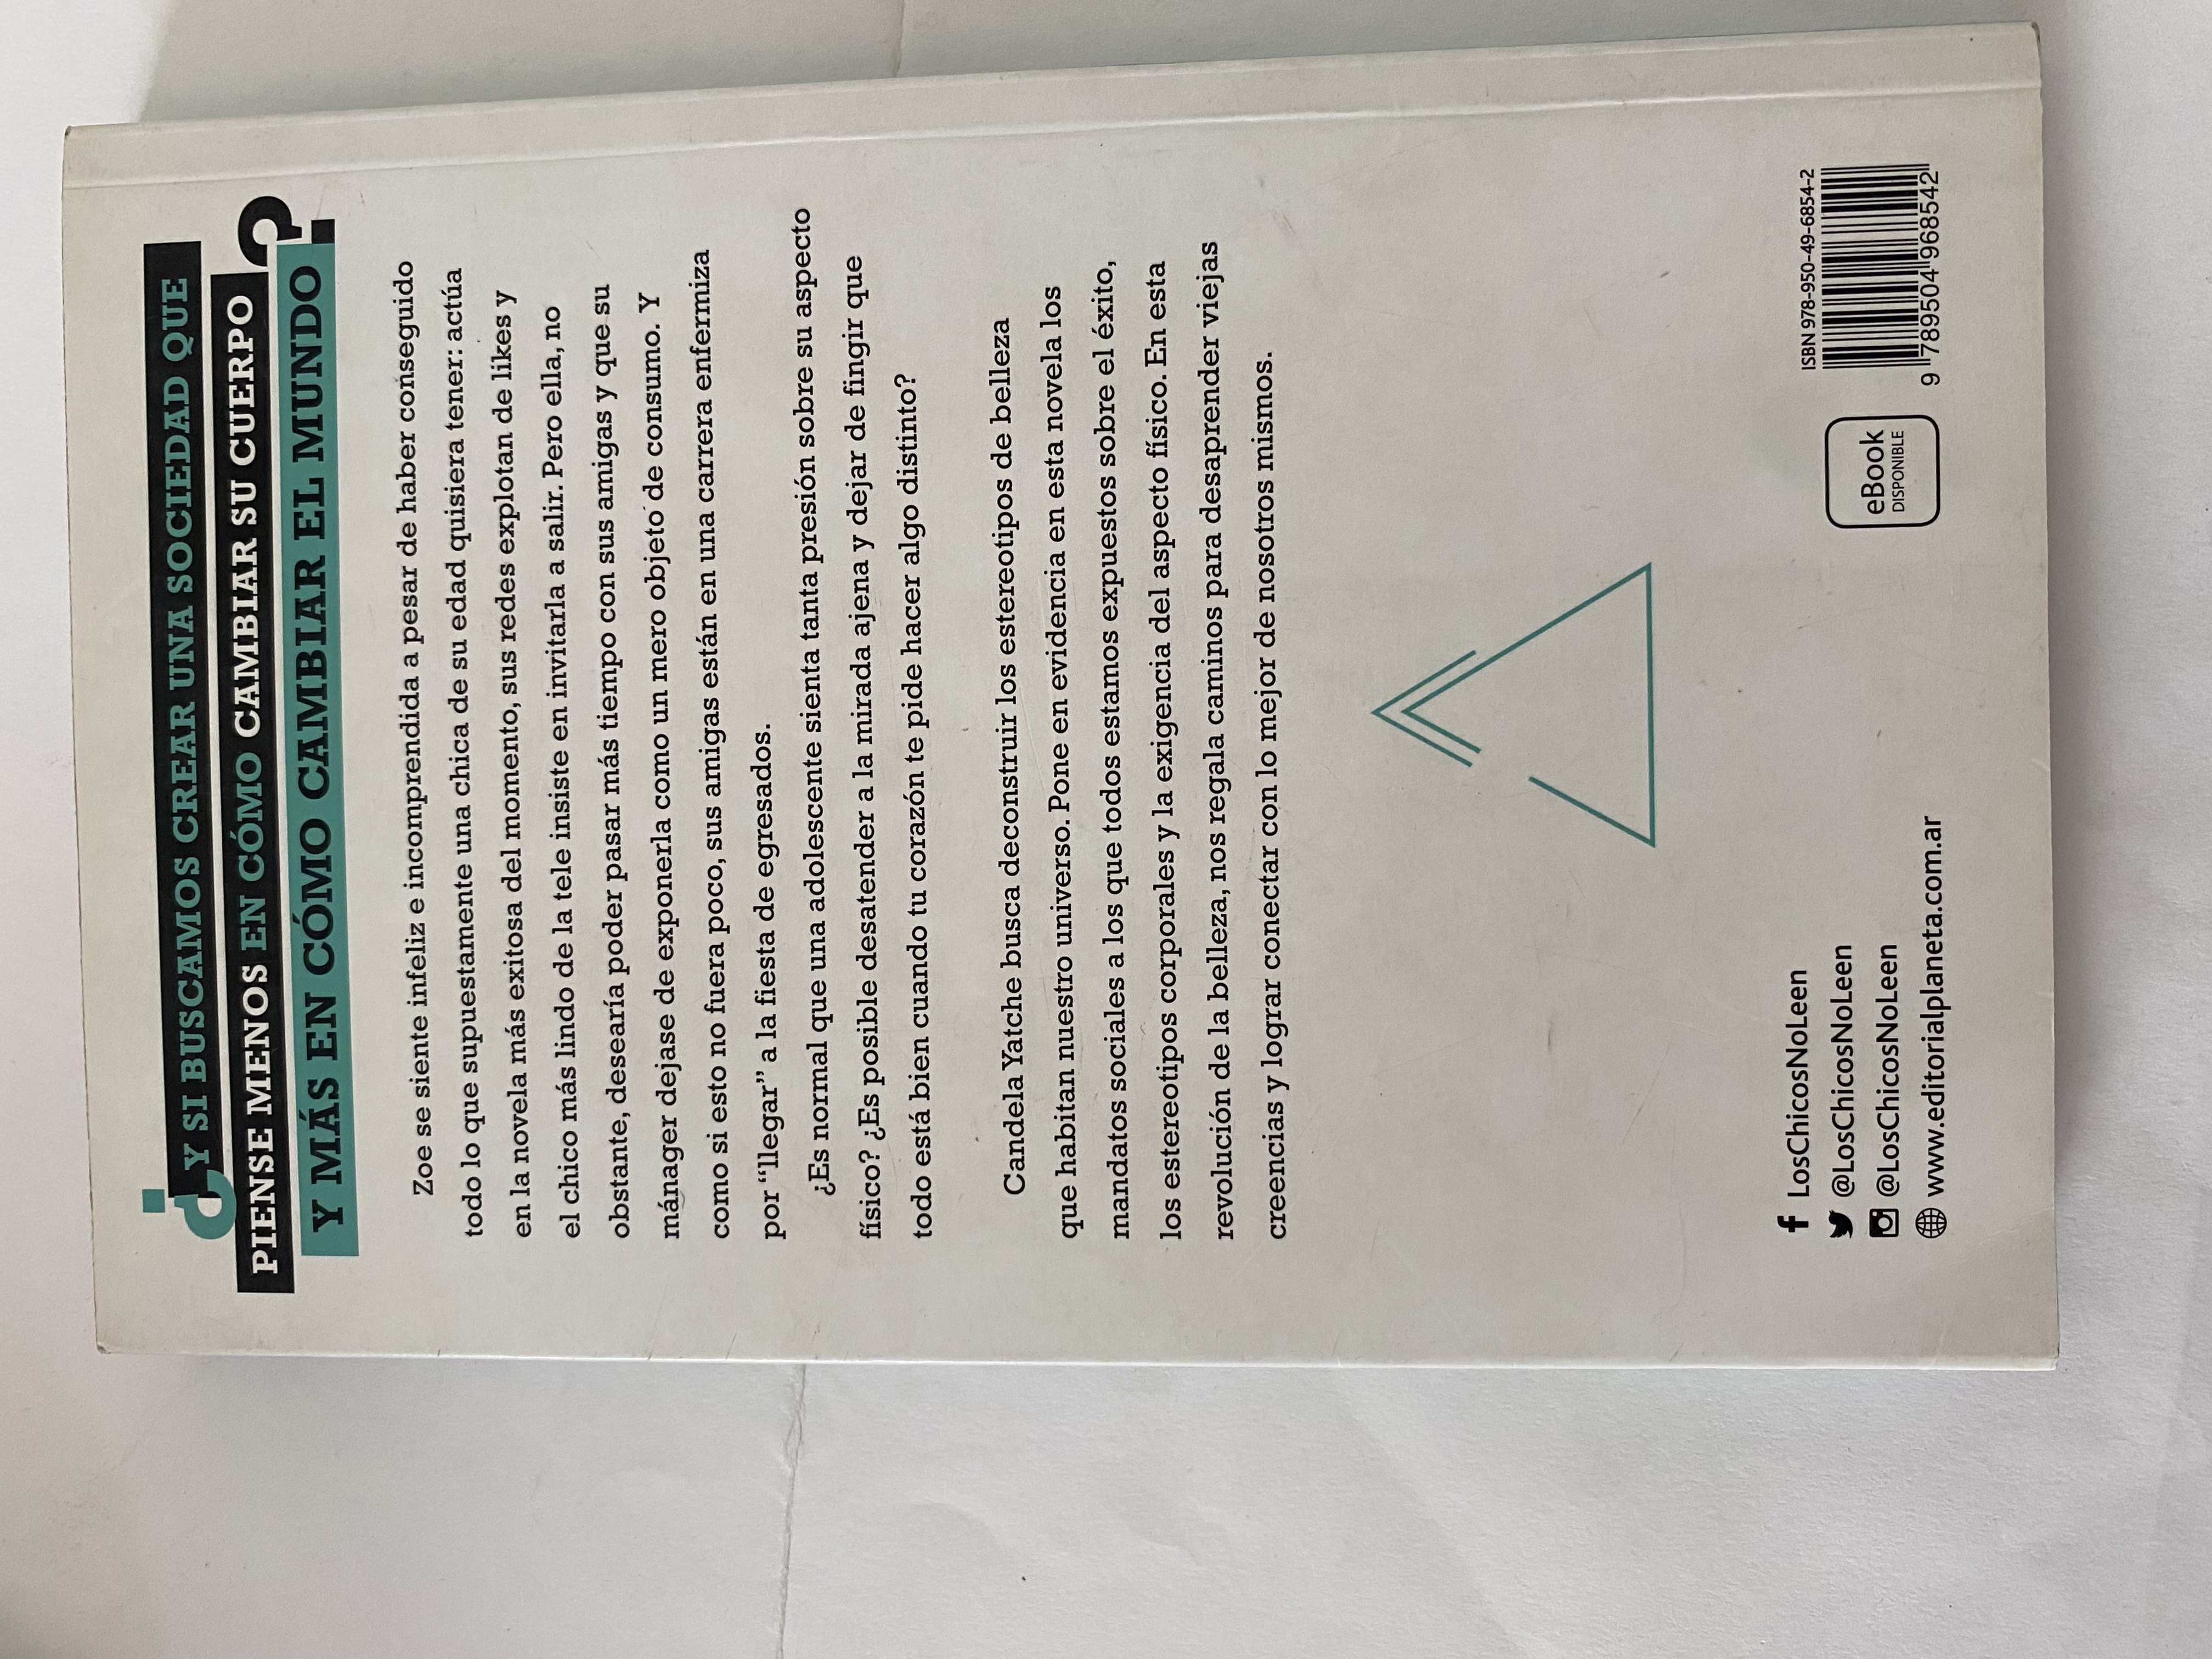 ¿Y SI BUSCAMOS CREAR UNA SOCIEDAD QUE
PIENSE MENOS EN CÓMO CAMBIAR SU CUERPO
Y MÁS EN CÓMO CAMBIAR EL MUNDO?
Zoe se siente infeliz e incomprendida a pesar de haber conseguido
todo lo que supuestamente una chica de su edad quisiera tener: actúa
en la novela más exitosa del momento, sus redes explotan de likes y
el chico más lindo de la tele insiste en invitarla a salir. Pero ella, no
obstante, desearía poder pasar más tiempo con sus amigas y que su
mánager dejase de exponerla como un mero objeto de consumo. Y
como si esto no fuera poco, sus amigas están en una carrera enfermiza
por “llegar” a la fiesta de egresados.
¿Es normal que una adolescente sienta tanta presión sobre su aspecto
físico? ¿Es posible desatender a la mirada ajena y dejar de fingir que
todo está bien cuando tu corazón te pide hacer algo distinto?
Candela Yatche busca deconstruir los estereotipos de belleza
que habitan nuestro universo. Pone en evidencia en esta novela los
mandatos sociales a los que todos estamos expuestos sobre el éxito,
los estereotipos corporales y la exigencia del aspecto físico. En esta
revolución de la belleza, nos regala caminos para desaprender viejas
creencias y lograr conectar con lo mejor de nosotros mismos.
LosChicosNoLeen
@LosChicosNoLeen
@LosChicosNoLeen
www.editorialplaneta.com.ar
eBook
DISPONIBLE
ISBN 978-950-49-6854-2
9 789504 968542